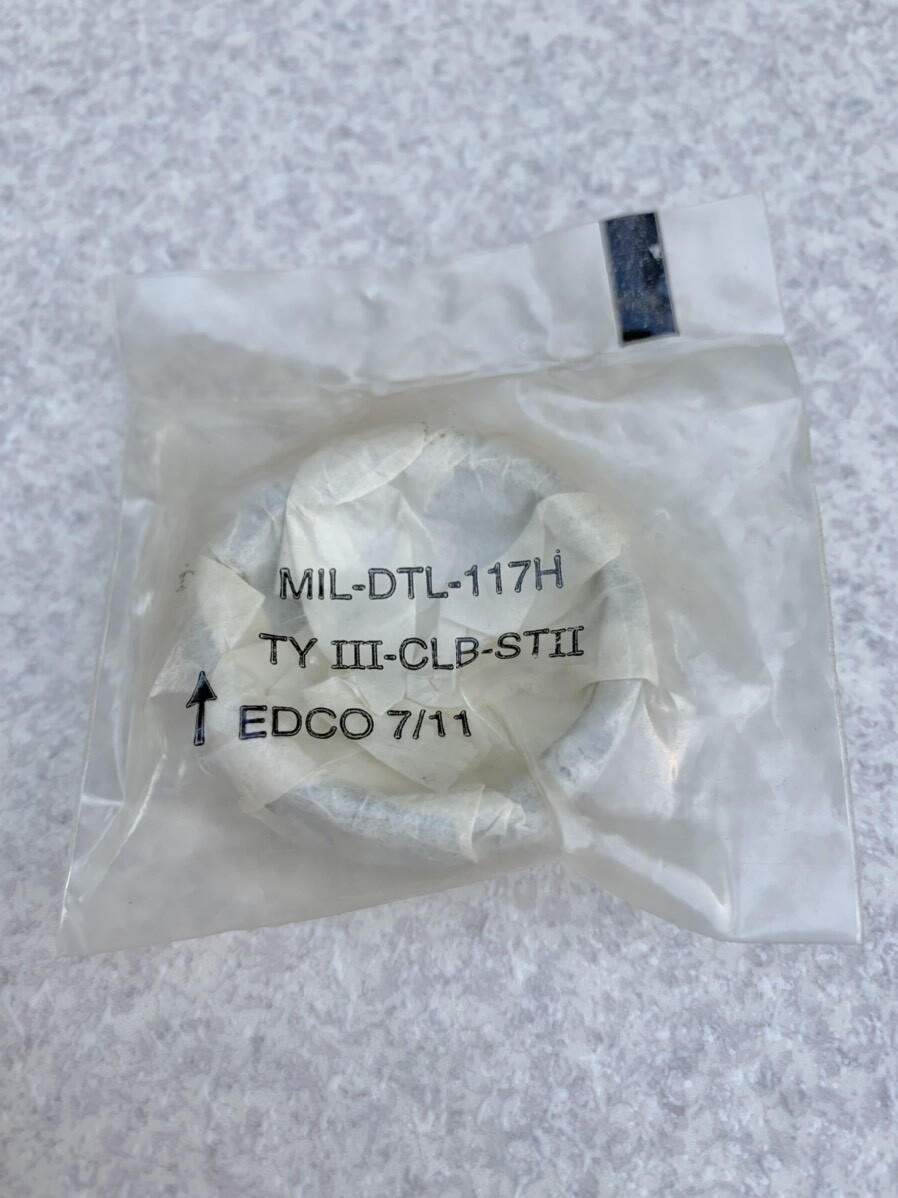 MIL-DTL-117H
TY III-CLB-STII
↑ EDCO 7/11